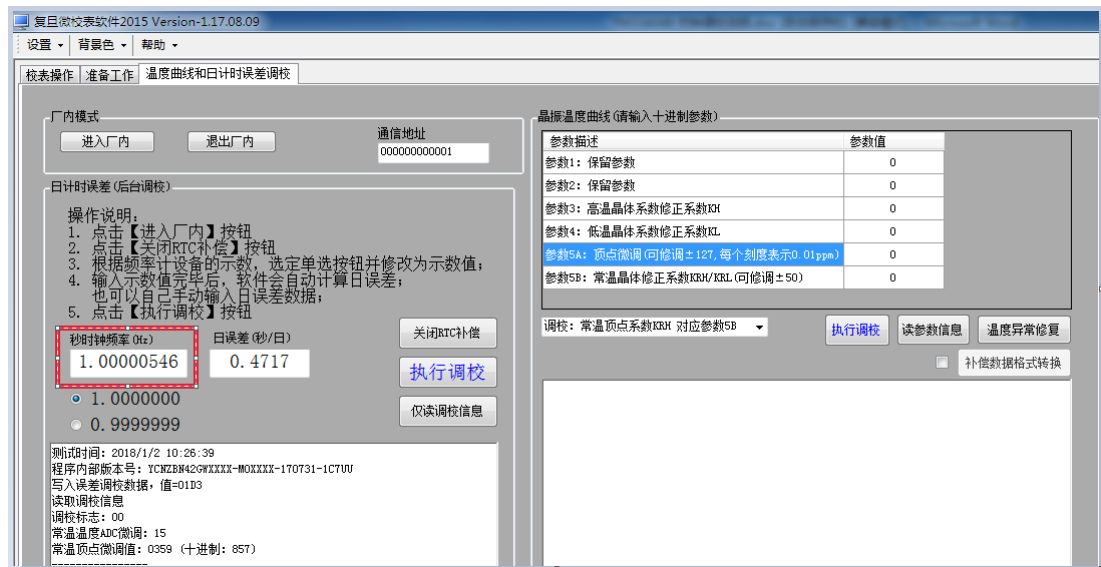 复旦微校表软件2015 Version-1.17.08.09
设置 背景色 帮助
校表操作 准备工作 温度曲线和日计时误差调校
厂内模式
进入厂内 退出厂内
通信地址
000000000001
日计时误差(后台调校)
操作说明:
1. 点击【进入厂内】按钮
2. 点击【关闭RTC补偿】按钮
3. 根据频率计设备的示数, 选定单选按钮并修改为示数值;
4. 输入示数值完毕后, 软件会自动计算日误差;
也可以自己手动输入日误差数据;
5. 点击【执行调校】按钮
秒时钟频率(Hz) 日误差(秒/日)
1.00000546 0.4717
1.0000000
0.9999999
关闭RTC补偿
执行调校
仅读调校信息
测试时间: 2018/1/2 10:26:39
程序内部版本号: YCNZBN42GWXXXX-MOXXXX-170731-1C7UU
写入误差调校数据, 值=01D3
读取调校信息
调校标志: 00
常温温度ADC微调: 15
常温顶点微调值: 0359 (十进制: 857)
----------------
晶振温度曲线(请输入十进制参数)
参数描述 参数值
参数1: 保留参数 0
参数2: 保留参数 0
参数3: 高温晶体系数修正系数KH 0
参数4: 低温晶体系数修正系数KL 0
参数5A: 顶点微调(可修调±127,每个刻度表示0.01ppm) 0
参数5B: 常温晶体修正系数KRH/KRL(可修调±50) 0
调校: 常温顶点系数KRH 对应参数5B
执行调校 读参数信息 温度异常修复
补偿数据格式转换